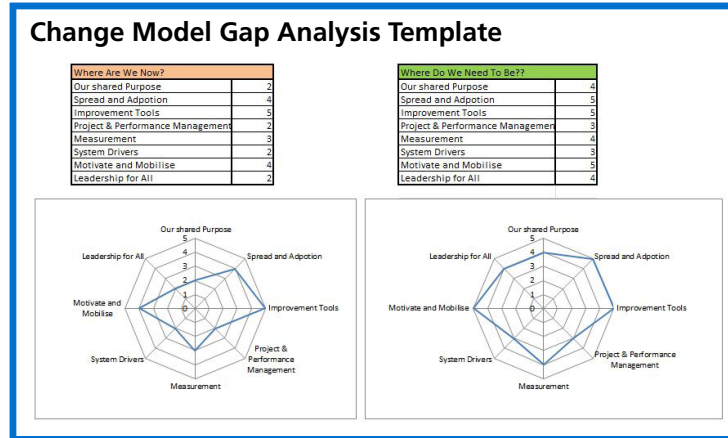 Change Model Gap Analysis Template
Where Are We Now?
Our shared Purpose 2
Spread and Adpotion 4
Improvement Tools 5
Project & Performance Management 2
Measurement 3
System Drivers 2
Motivate and Mobilise 4
Leadership for All 2
Where Do We Need To Be??
Our shared Purpose 4
Spread and Adpotion 5
Improvement Tools 5
Project & Performance Managemen 3
Measurement 4
System Drivers 3
Motivate and Mobilise 5
Leadership for All 4
Our shared Purpose
5
4
3
2
1
0
Spread and Adpotion
Improvement Tools
Project &
Performance
Management
Measurement
System Drivers
Motivate and
Mobilise
Leadership for All
Our shared Purpose
5
4
3
2
1
0
Spread and Adpotion
Improvement Tools
Project & Performance
Management
Measurement
System Drivers
Motivate and Mobilise
Leadership for All